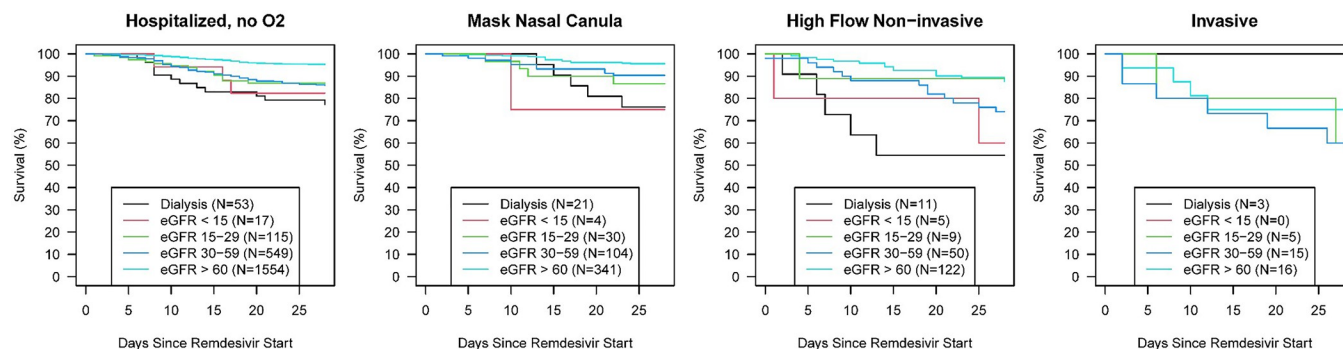 Hospitalized, no O2
Survival (%)
100
90
80
70
60
50
40
30
20
10
0
Dialysis (N=53)
eGFR < 15 (N=17)
eGFR 15−29 (N=115)
eGFR 30−59 (N=549)
eGFR > 60 (N=1554)
0 5 10 15 20 25
Days Since Remdesivir Start
Mask Nasal Canula
Survival (%)
100
90
80
70
60
50
40
30
20
10
0
Dialysis (N=21)
eGFR < 15 (N=4)
eGFR 15−29 (N=30)
eGFR 30−59 (N=104)
eGFR > 60 (N=341)
0 5 10 15 20 25
Days Since Remdesivir Start
High Flow Non−invasive
Survival (%)
100
90
80
70
60
50
40
30
20
10
0
Dialysis (N=11)
eGFR < 15 (N=5)
eGFR 15−29 (N=9)
eGFR 30−59 (N=50)
eGFR > 60 (N=122)
0 5 10 15 20 25
Days Since Remdesivir Start
Invasive
Survival (%)
100
90
80
70
60
50
40
30
20
10
0
Dialysis (N=3)
eGFR < 15 (N=0)
eGFR 15−29 (N=5)
eGFR 30−59 (N=15)
eGFR > 60 (N=16)
0 5 10 15 20 25
Days Since Remdesivir Start